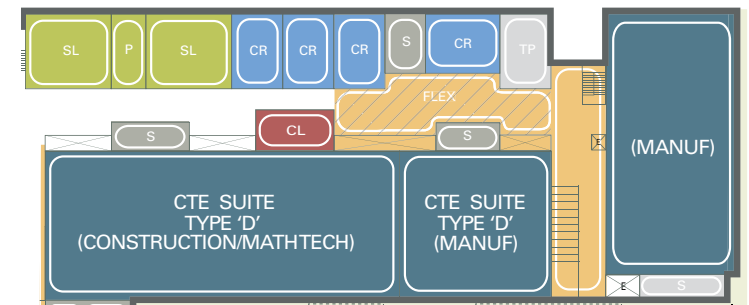 SL
P
SL
CR
CR
CR
S
CR
TP
FLEX
S
CL
S
E
(MANUF)
CTE SUITE
TYPE ‘D’
(CONSTRUCTION/MATHTECH)
CTE SUITE
TYPE ‘D’
(MANUF)
E
S